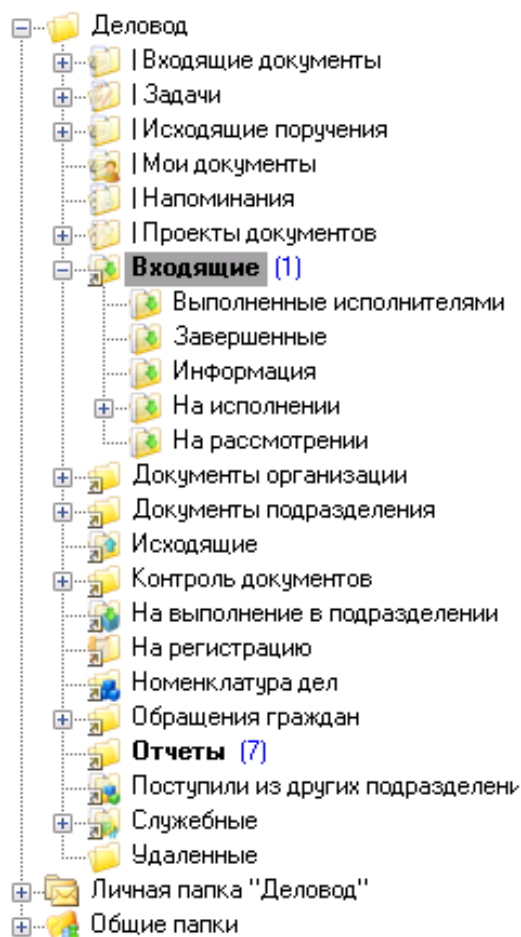 Деловод
| Входящие документы
| Задачи
| Исходящие поручения
| Мои документы
| Напоминания
| Проекты документов
Входящие (1)
Выполненные исполнителями
Завершенные
Информация
На исполнении
На рассмотрении
Документы организации
Документы подразделения
Исходящие
Контроль документов
На выполнение в подразделении
На регистрацию
Номенклатура дел
Обращения граждан
Отчеты (7)
Поступили из других подразделени
Служебные
Удаленные
Личная папка "Деловод"
Общие папки